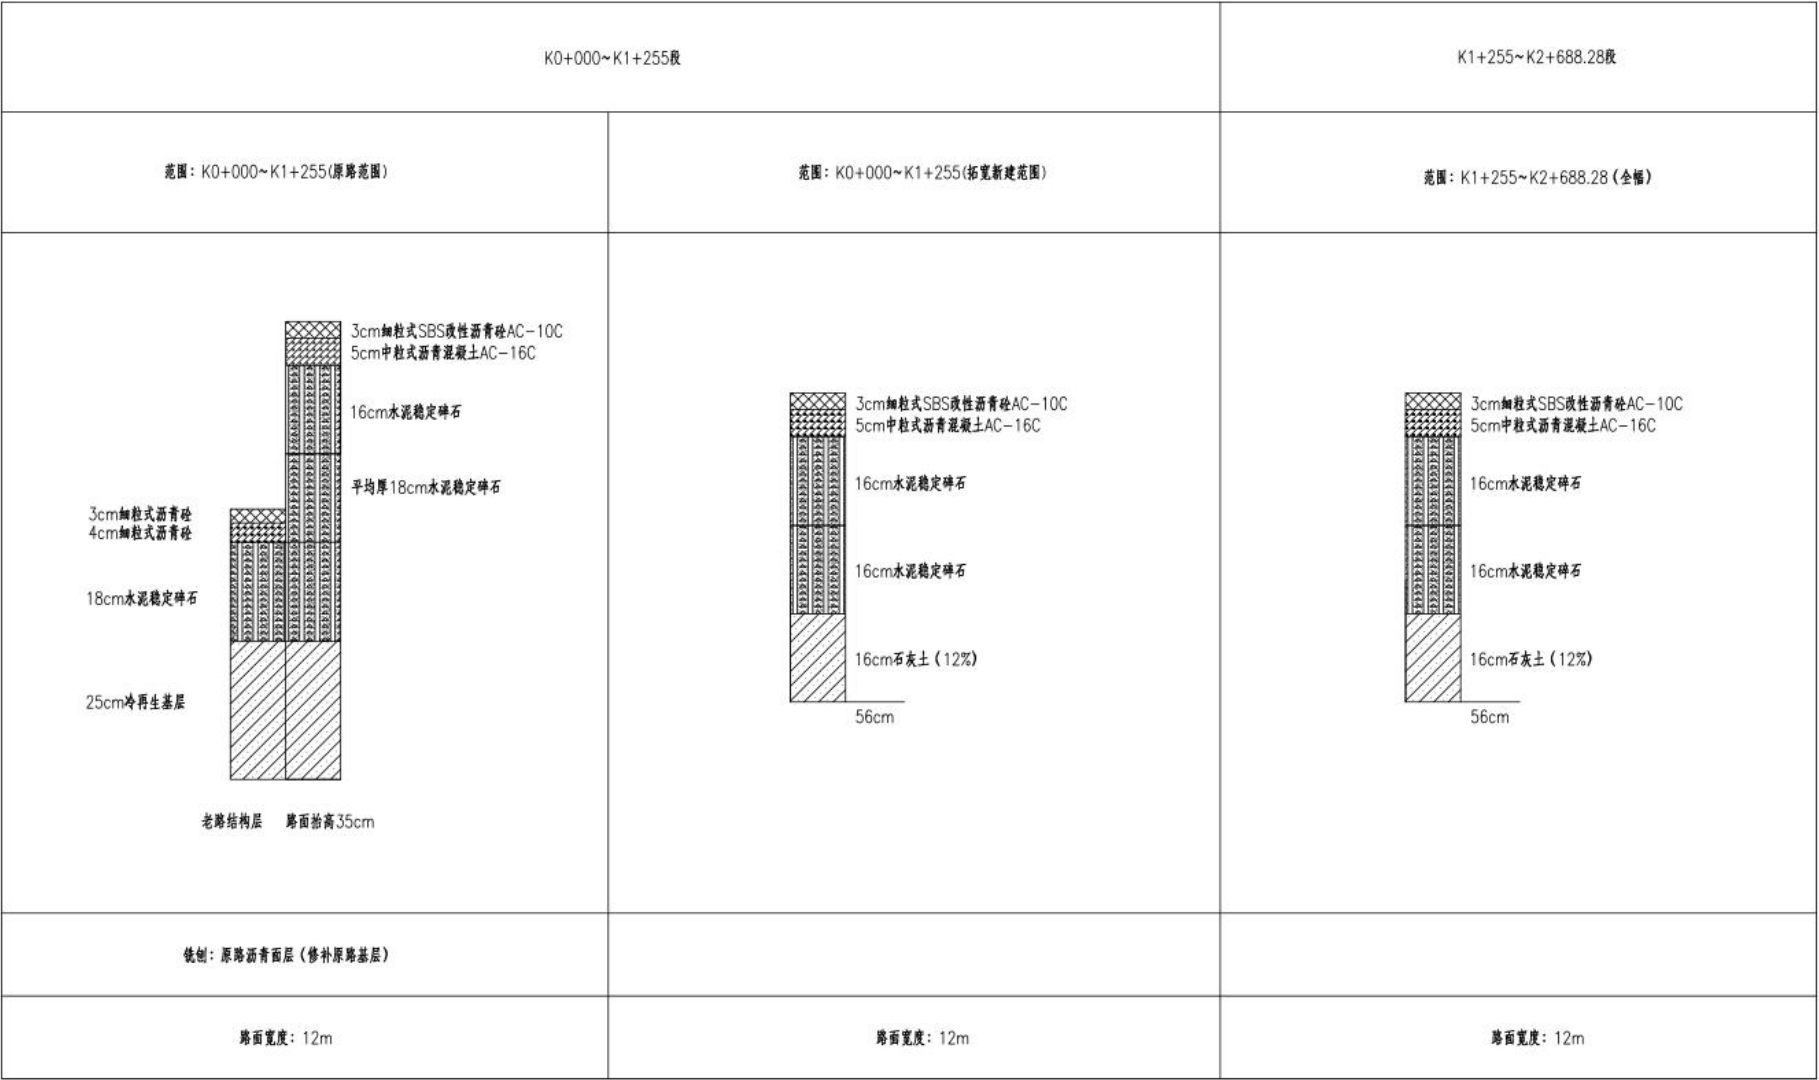 K0+000~K1+255段
K1+255~K2+688.28段
范围：K0+000~K1+255(原路范围)
范围：K0+000~K1+255(拓宽新建范围)
范围：K1+255~K2+688.28（全幅）
3cm细粒式SBS改性沥青砼AC-10C
5cm中粒式沥青混凝土AC-16C
16cm水泥稳定碎石
平均厚18cm水泥稳定碎石
3cm细粒式沥青砼
4cm细粒式沥青砼
18cm水泥稳定碎石
25cm冷再生基层
老路结构层
路面抬高35cm
3cm细粒式SBS改性沥青砼AC-10C
5cm中粒式沥青混凝土AC-16C
16cm水泥稳定碎石
16cm水泥稳定碎石
16cm石灰土（12%）
56cm
3cm细粒式SBS改性沥青砼AC-10C
5cm中粒式沥青混凝土AC-16C
16cm水泥稳定碎石
16cm水泥稳定碎石
16cm石灰土（12%）
56cm
铣刨：原路沥青面层（修补原路基层）
路面宽度：12m
路面宽度：12m
路面宽度：12m